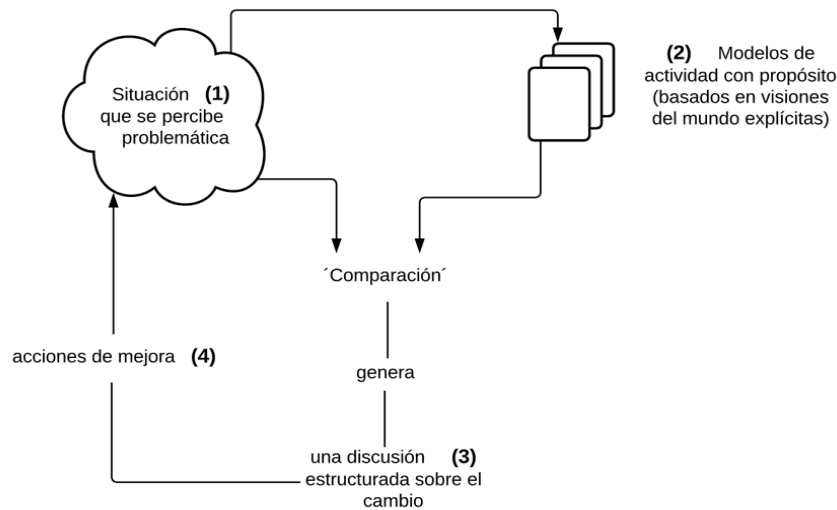 Situación (1)
que se percibe
problemática
(2) Modelos de
actividad con propósito
(basados en visiones
del mundo explícitas)
´Comparación´
genera
una discusión (3)
estructurada sobre el
cambio
acciones de mejora (4)